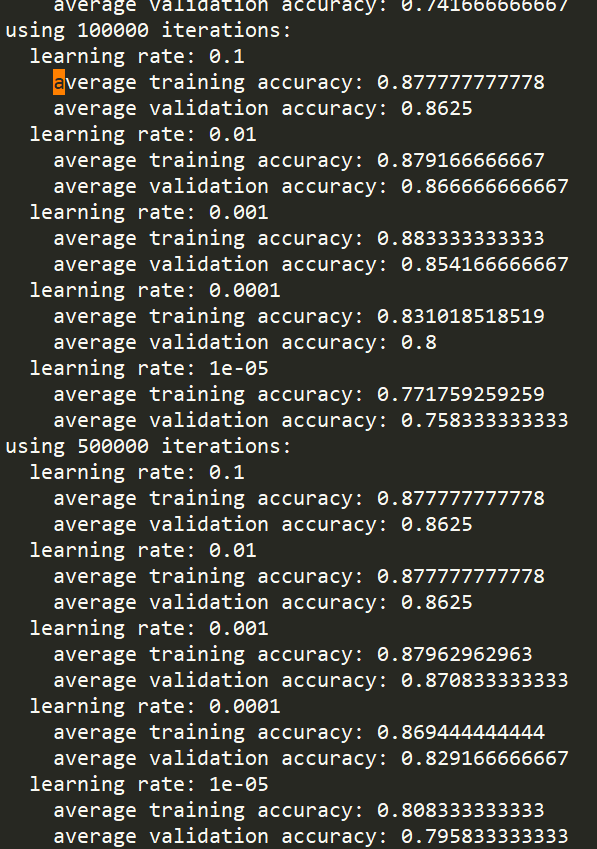 average validation accuracy: 0.741666666667
using 100000 iterations:
learning rate: 0.1
average training accuracy: 0.877777777778
average validation accuracy: 0.8625
learning rate: 0.01
average training accuracy: 0.879166666667
average validation accuracy: 0.866666666667
learning rate: 0.001
average training accuracy: 0.883333333333
average validation accuracy: 0.854166666667
learning rate: 0.0001
average training accuracy: 0.831018518519
average validation accuracy: 0.8
learning rate: 1e-05
average training accuracy: 0.771759259259
average validation accuracy: 0.758333333333
using 500000 iterations:
learning rate: 0.1
average training accuracy: 0.877777777778
average validation accuracy: 0.8625
learning rate: 0.01
average training accuracy: 0.877777777778
average validation accuracy: 0.8625
learning rate: 0.001
average training accuracy: 0.87962962963
average validation accuracy: 0.870833333333
learning rate: 0.0001
average training accuracy: 0.869444444444
average validation accuracy: 0.829166666667
learning rate: 1e-05
average training accuracy: 0.808333333333
average validation accuracy: 0.795833333333